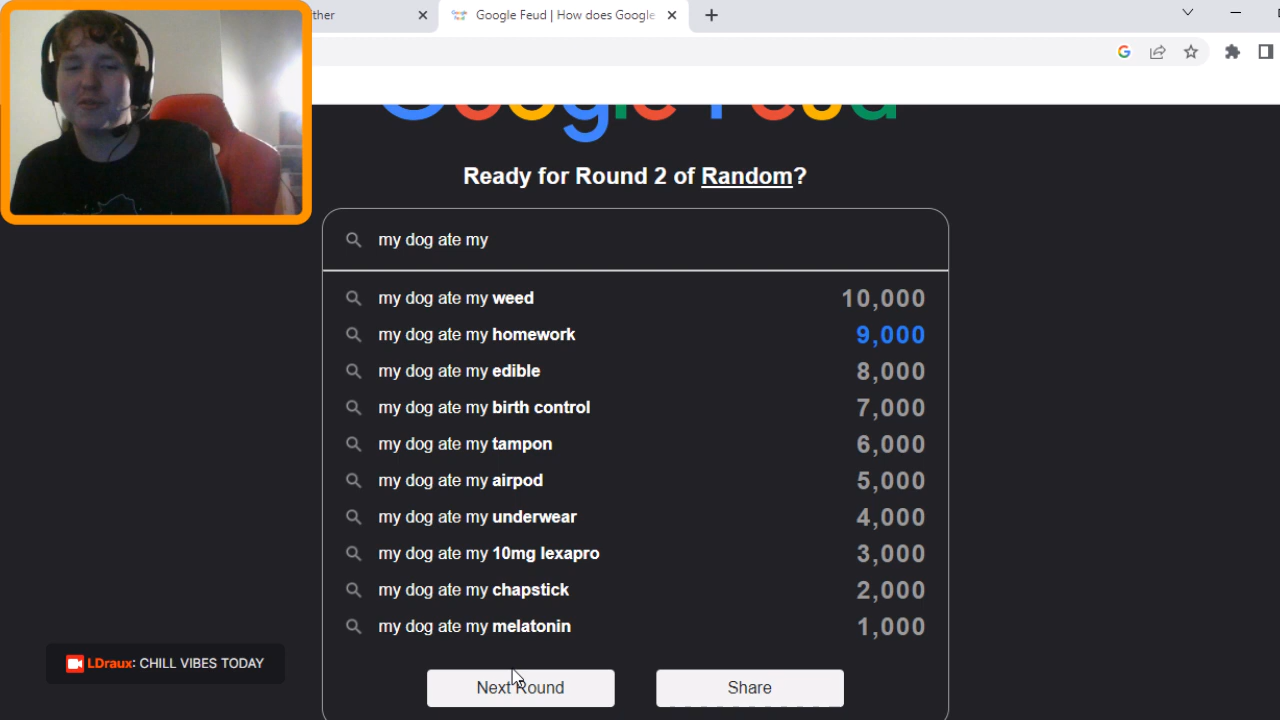 ther
Google Feud | How does Google
Google Feud
Ready for Round 2 of Random?
my dog ate my
my dog ate my weed 10,000
my dog ate my homework 9,000
my dog ate my edible 8,000
my dog ate my birth control 7,000
my dog ate my tampon 6,000
my dog ate my airpod 5,000
my dog ate my underwear 4,000
my dog ate my 10mg lexapro 3,000
my dog ate my chapstick 2,000
my dog ate my melatonin 1,000
LDraux: CHILL VIBES TODAY
Next Round Share